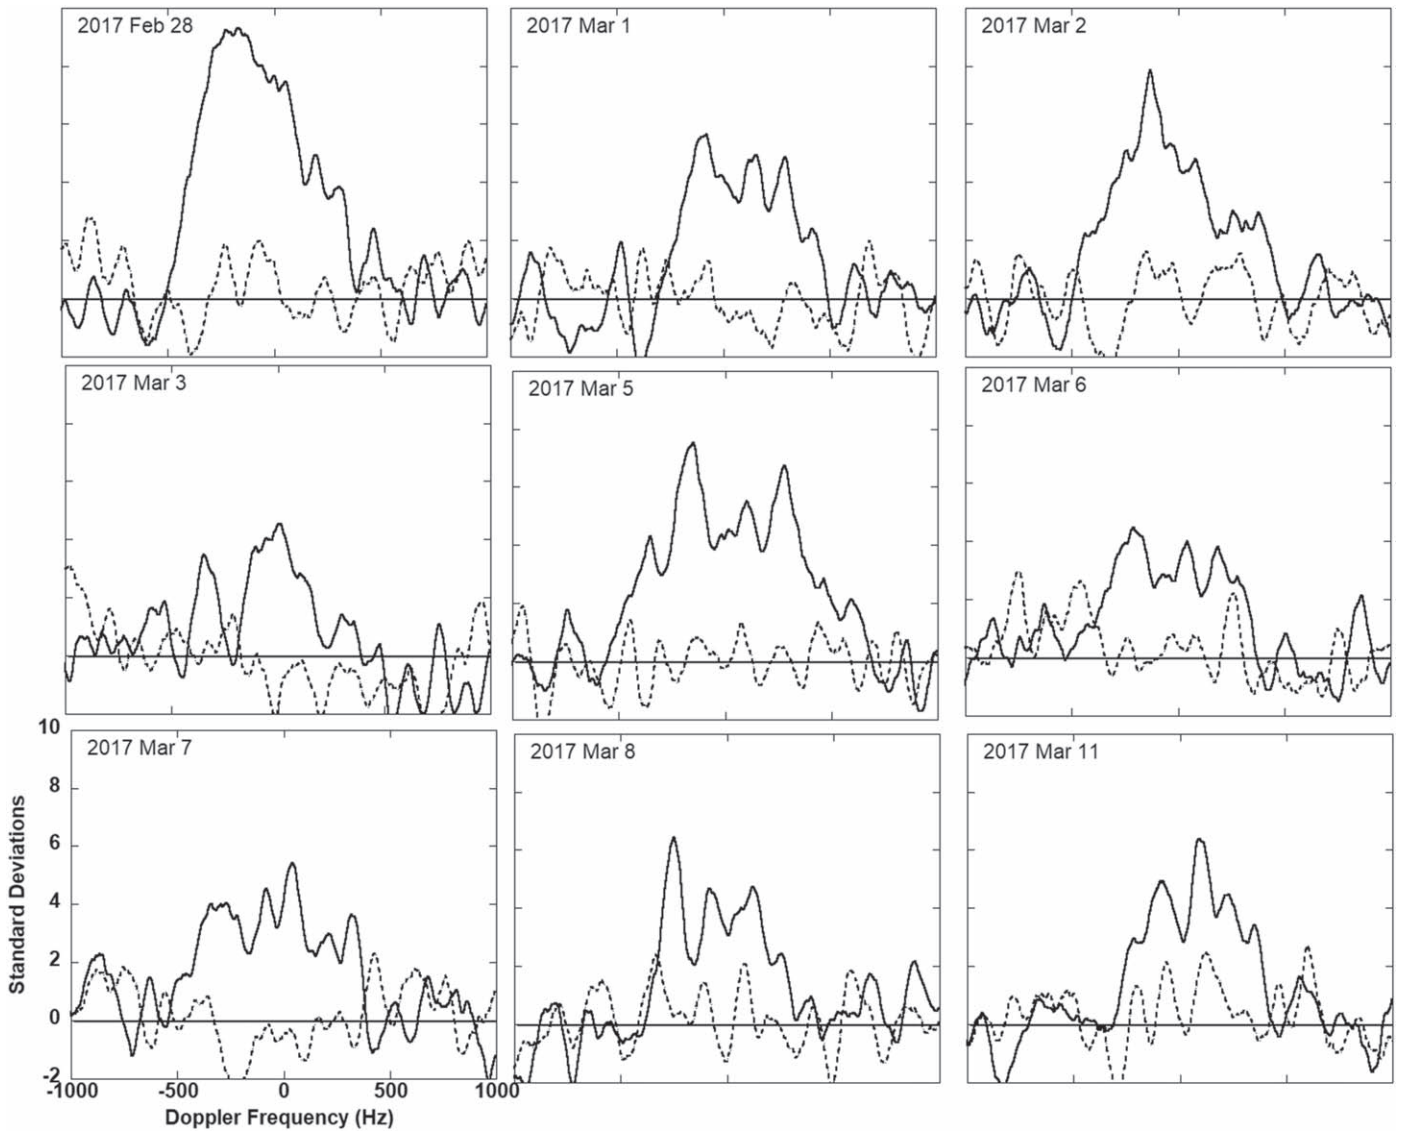 2017 Feb 28
2017 Mar 1
2017 Mar 2
2017 Mar 3
2017 Mar 5
2017 Mar 6
2017 Mar 7
2017 Mar 8
2017 Mar 11
10
8
6
4
2
0
-2
Standard Deviations
-1000 -500 0 500 1000
Doppler Frequency (Hz)